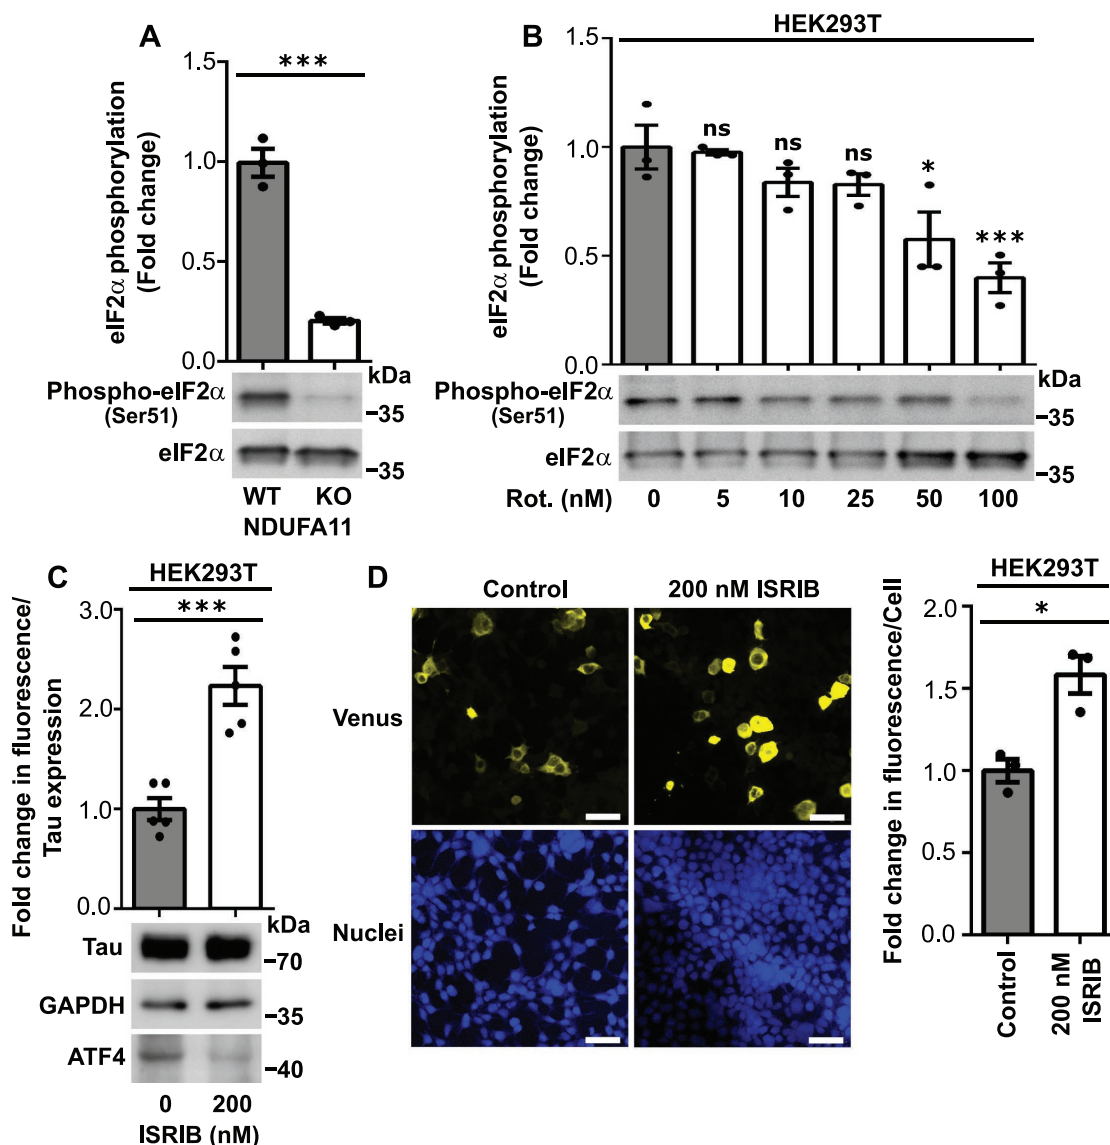 A
***
eIF2α phosphorylation
(Fold change)
1.5
1.0
0.5
0.0
kDa
Phospho-eIF2α
(Ser51)
–35
eIF2α
–35
WT KO
NDUFA11
B
HEK293T
eIF2α phosphorylation
(Fold change)
1.5
1.0
0.5
0.0
ns
ns
ns
*
***
kDa
Phospho-eIF2α
(Ser51)
–35
eIF2α
–35
Rot. (nM) 0 5 10 25 50 100
C
HEK293T
***
Fold change in fluorescence/
Tau expression
3.0
2.0
1.0
0.0
kDa
Tau
–70
GAPDH
–35
ATF4
–40
0 200
ISRIB (nM)
D
Control 200 nM ISRIB
Venus
Nuclei
HEK293T
*
Fold change in fluorescence/Cell
2.0
1.5
1.0
0.5
0.0
Control
200 nM
ISRIB